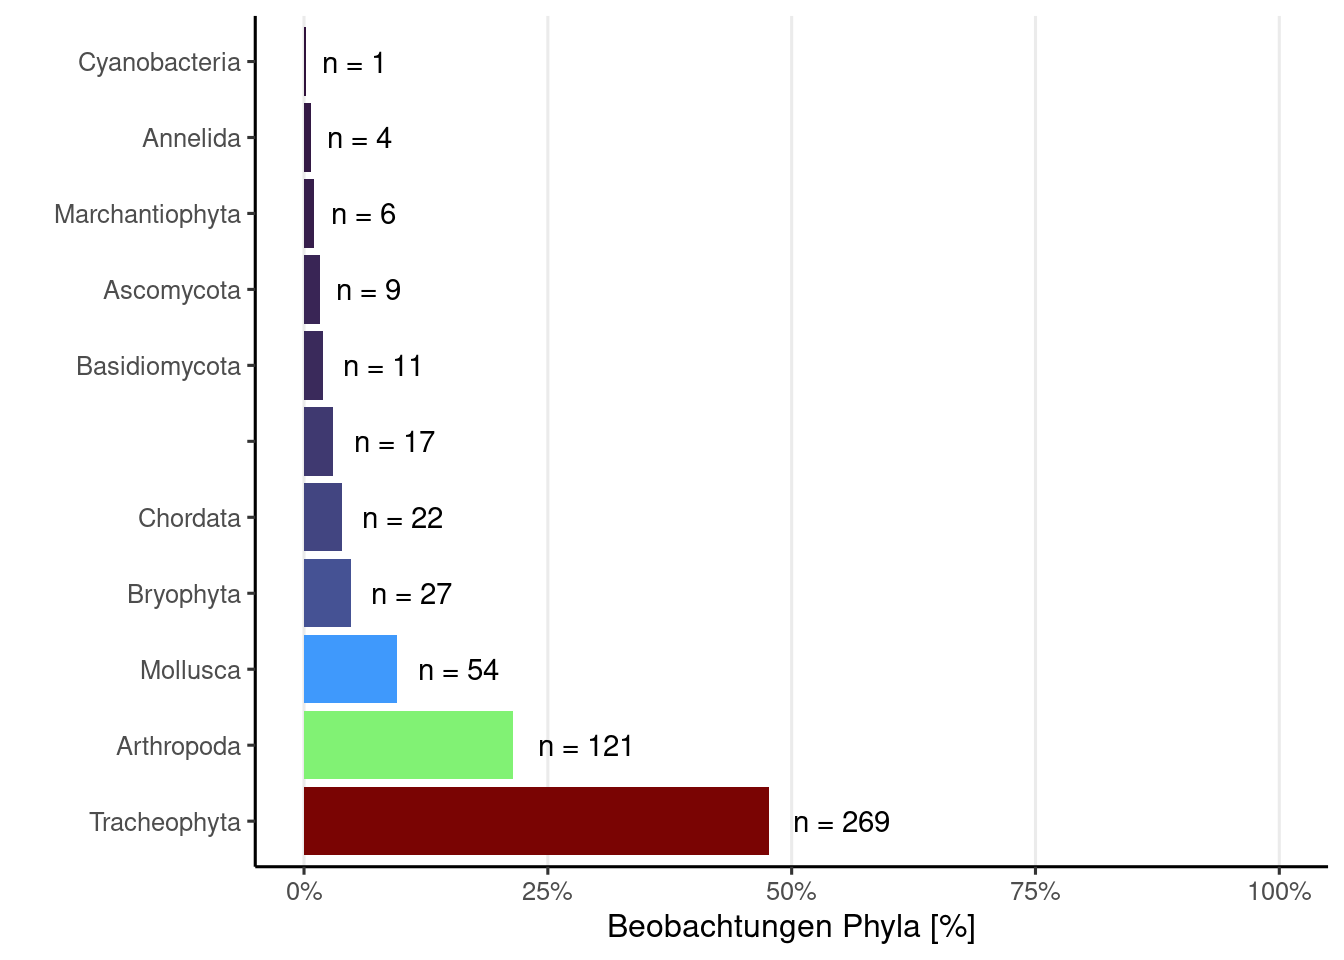 Cyanobacteria n = 1
Annelida n = 4
Marchantiophyta n = 6
Ascomycota n = 9
Basidiomycota n = 11
n = 17
Chordata n = 22
Bryophyta n = 27
Mollusca n = 54
Arthropoda n = 121
Tracheophyta n = 269
0% 25% 50% 75% 100%
Beobachtungen Phyla [%]